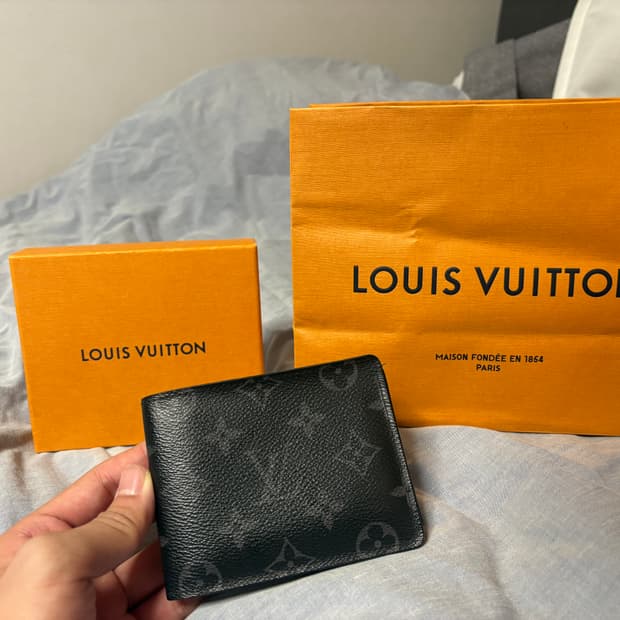 LOUIS VUITTON
LOUIS VUITTO
MAISON FONDÉE EN 1854
PARIS